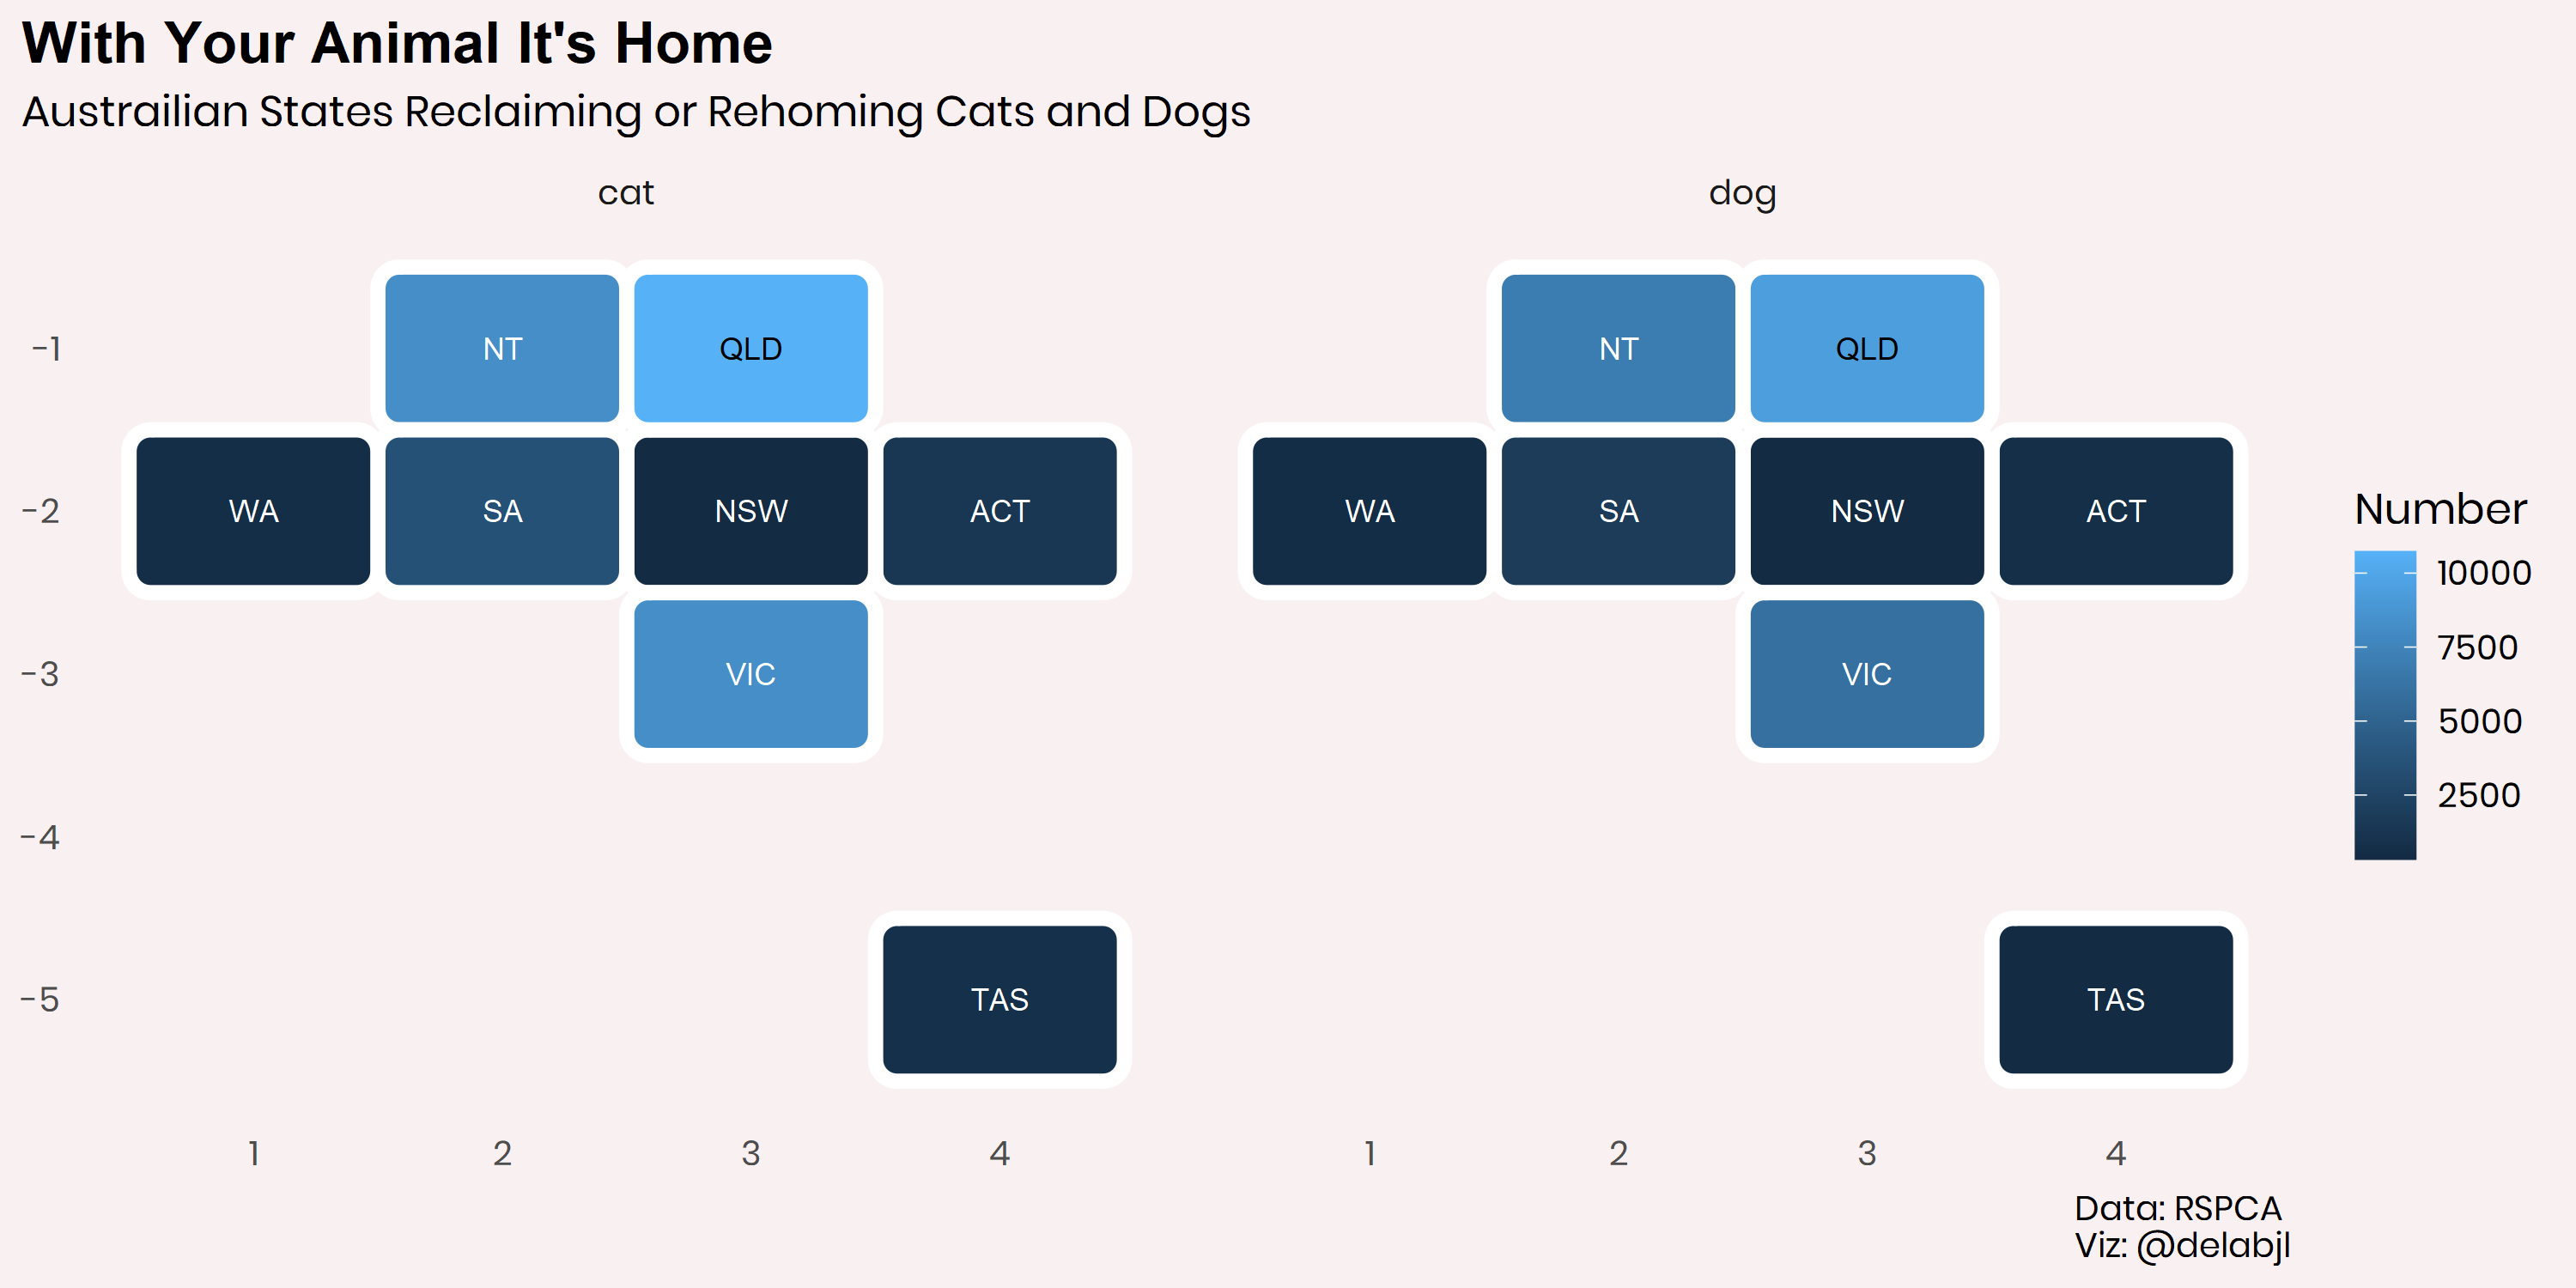 With Your Animal It's Home
Austrailian States Reclaiming or Rehoming Cats and Dogs
cat
dog
-1
NT
QLD
NT
QLD
-2
WA
SA
NSW
ACT
WA
SA
NSW
ACT
-3
VIC
VIC
-4
-5
TAS
TAS
1
2
3
4
1
2
3
4
Number
10000
7500
5000
2500
Data: RSPCA
Viz: @delabjl